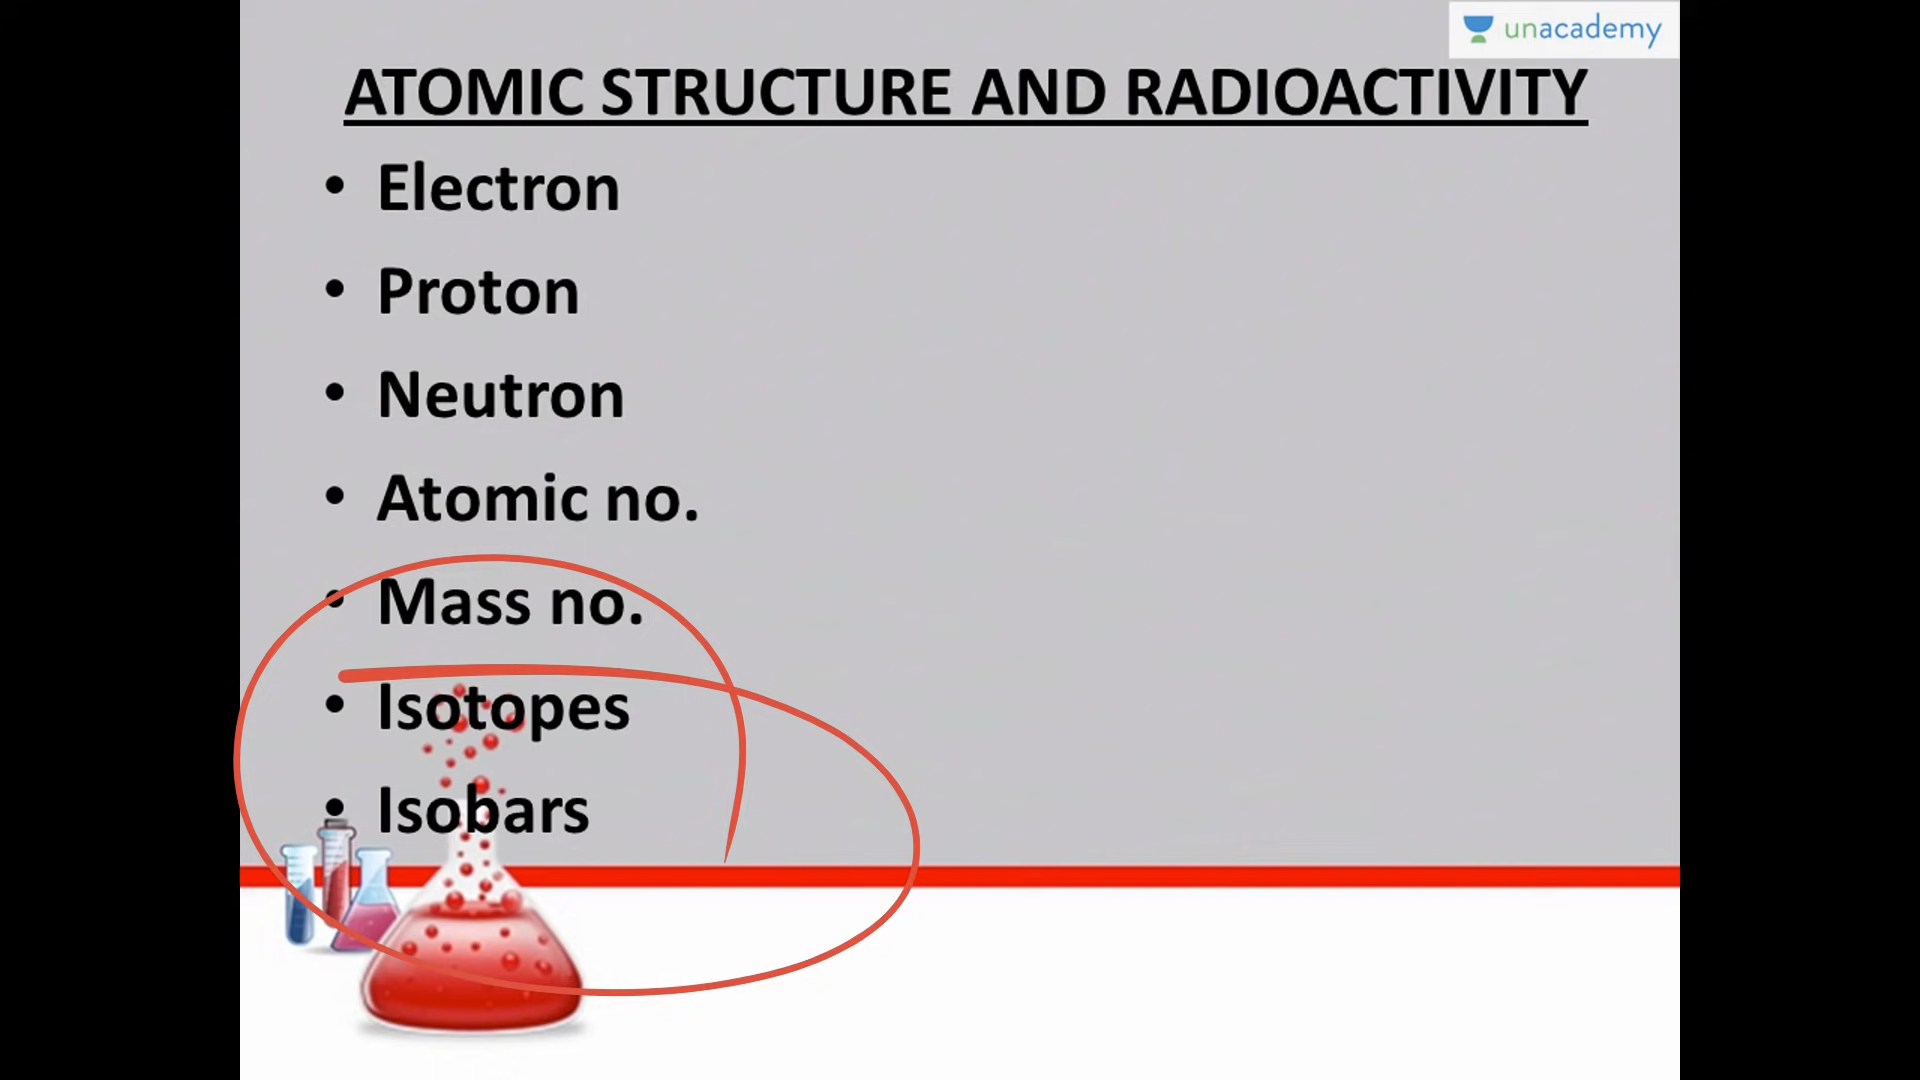 unacademy
ATOMIC STRUCTURE AND RADIOACTIVITY
• Electron
• Proton
• Neutron
• Atomic no.
• Mass no.
• Isotopes
• Isobars